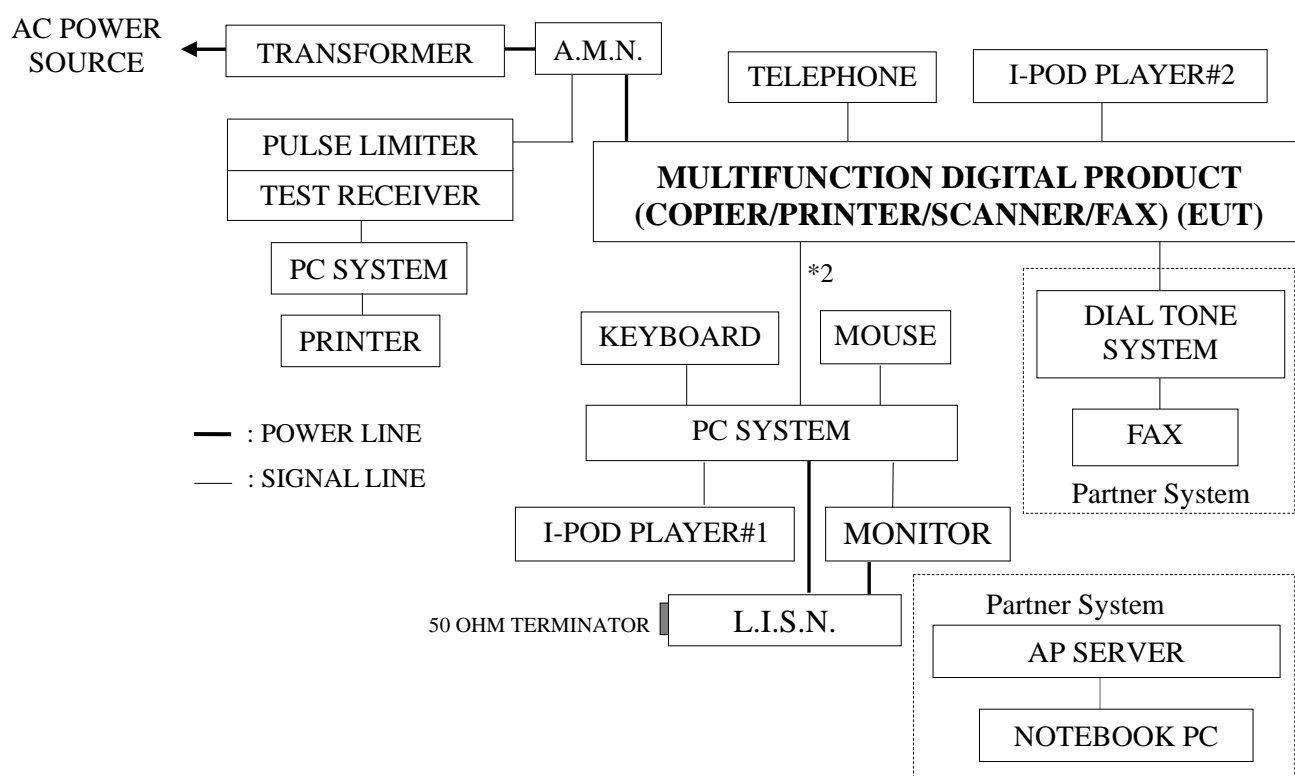 AC POWER
SOURCE
TRANSFORMER
A.M.N.
TELEPHONE
I-POD PLAYER#2
PULSE LIMITER
TEST RECEIVER
MULTIFUNCTION DIGITAL PRODUCT
(COPIER/PRINTER/SCANNER/FAX) (EUT)
PC SYSTEM
PRINTER
*2
KEYBOARD
MOUSE
DIAL TONE
SYSTEM
PC SYSTEM
FAX
Partner System
: POWER LINE
: SIGNAL LINE
I-POD PLAYER#1
MONITOR
50 OHM TERMINATOR
L.I.S.N.
Partner System
AP SERVER
NOTEBOOK PC